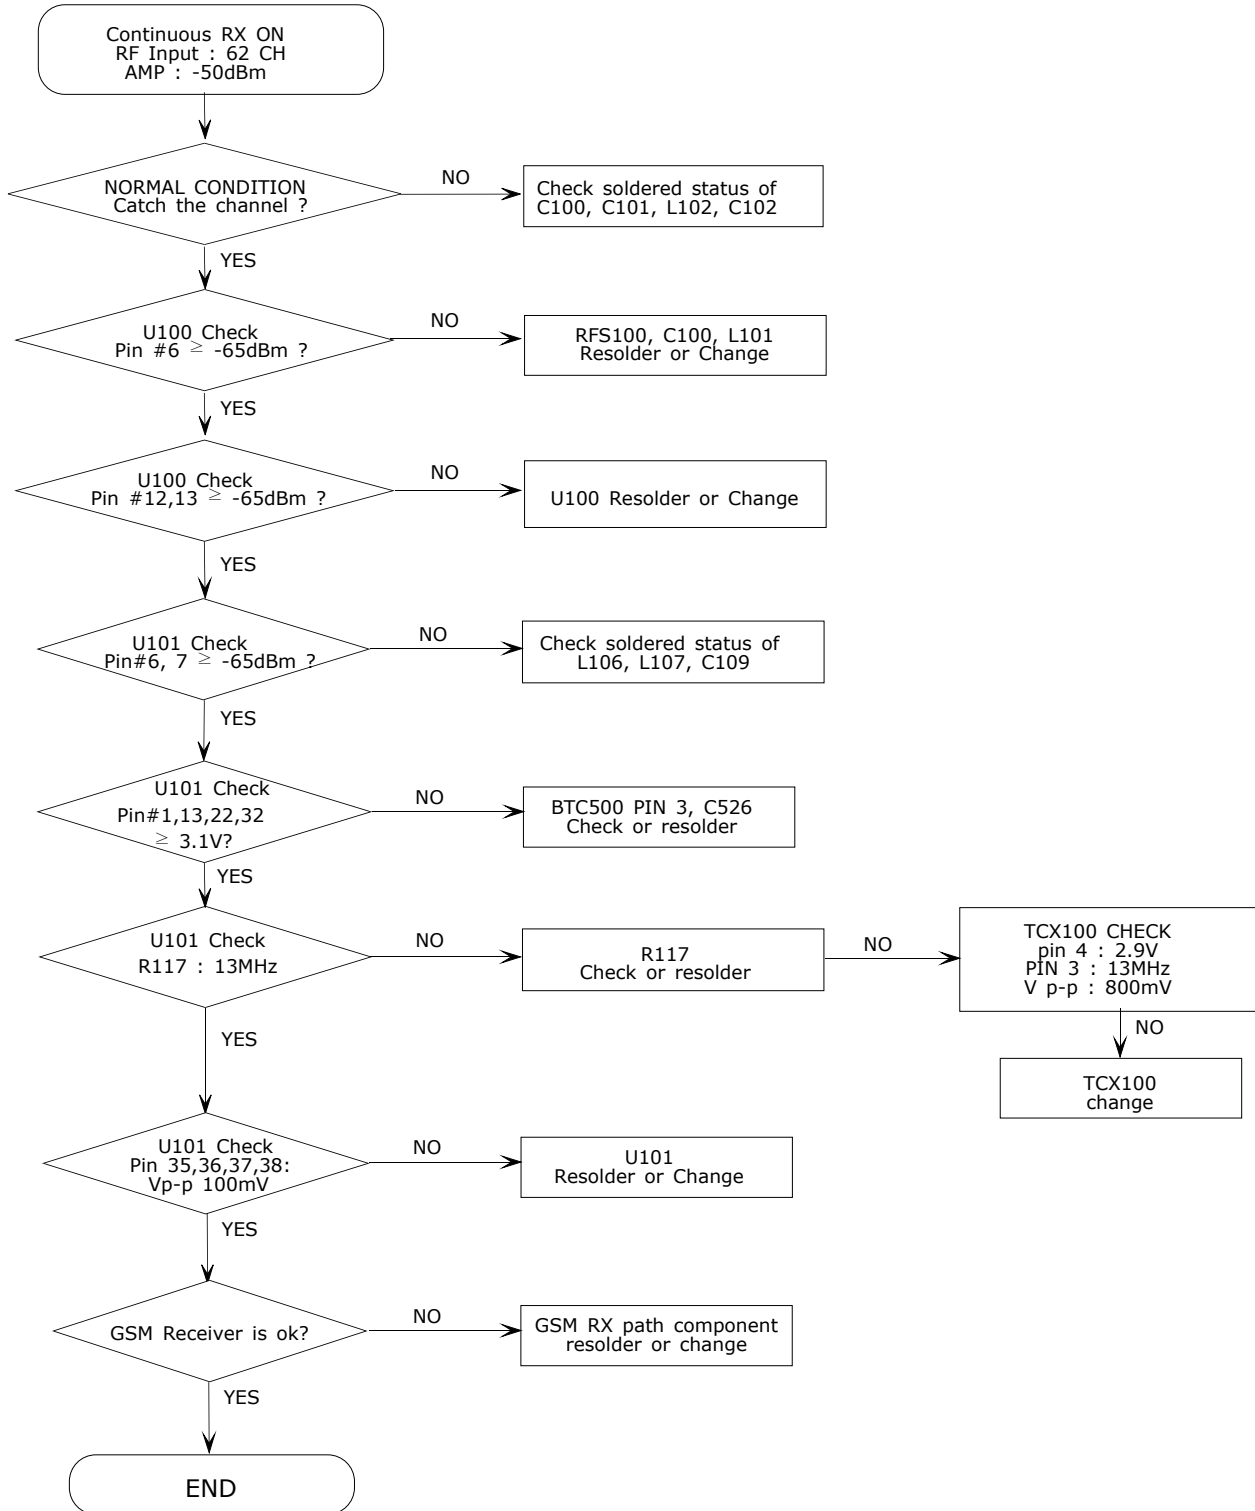 Continuous RX ON
RF Input : 62 CH
AMP : -50dBm
NORMAL CONDITION
Catch the channel ?
NO
Check soldered status of
C100, C101, L102, C102
YES
U100 Check
Pin #6 ≥ -65dBm ?
NO
RFS100, C100, L101
Resolder or Change
YES
U100 Check
Pin #12,13 ≥ -65dBm ?
NO
U100 Resolder or Change
YES
U101 Check
Pin#6, 7 ≥ -65dBm ?
NO
Check soldered status of
L106, L107, C109
YES
U101 Check
Pin#1,13,22,32
≥ 3.1V?
NO
BTC500 PIN 3, C526
Check or resolder
YES
U101 Check
R117 : 13MHz
NO
R117
Check or resolder
NO
TCX100 CHECK
pin 4 : 2.9V
PIN 3 : 13MHz
V p-p : 800mV
NO
TCX100
change
YES
U101 Check
Pin 35,36,37,38:
Vp-p 100mV
NO
U101
Resolder or Change
YES
GSM Receiver is ok?
NO
GSM RX path component
resolder or change
YES
END